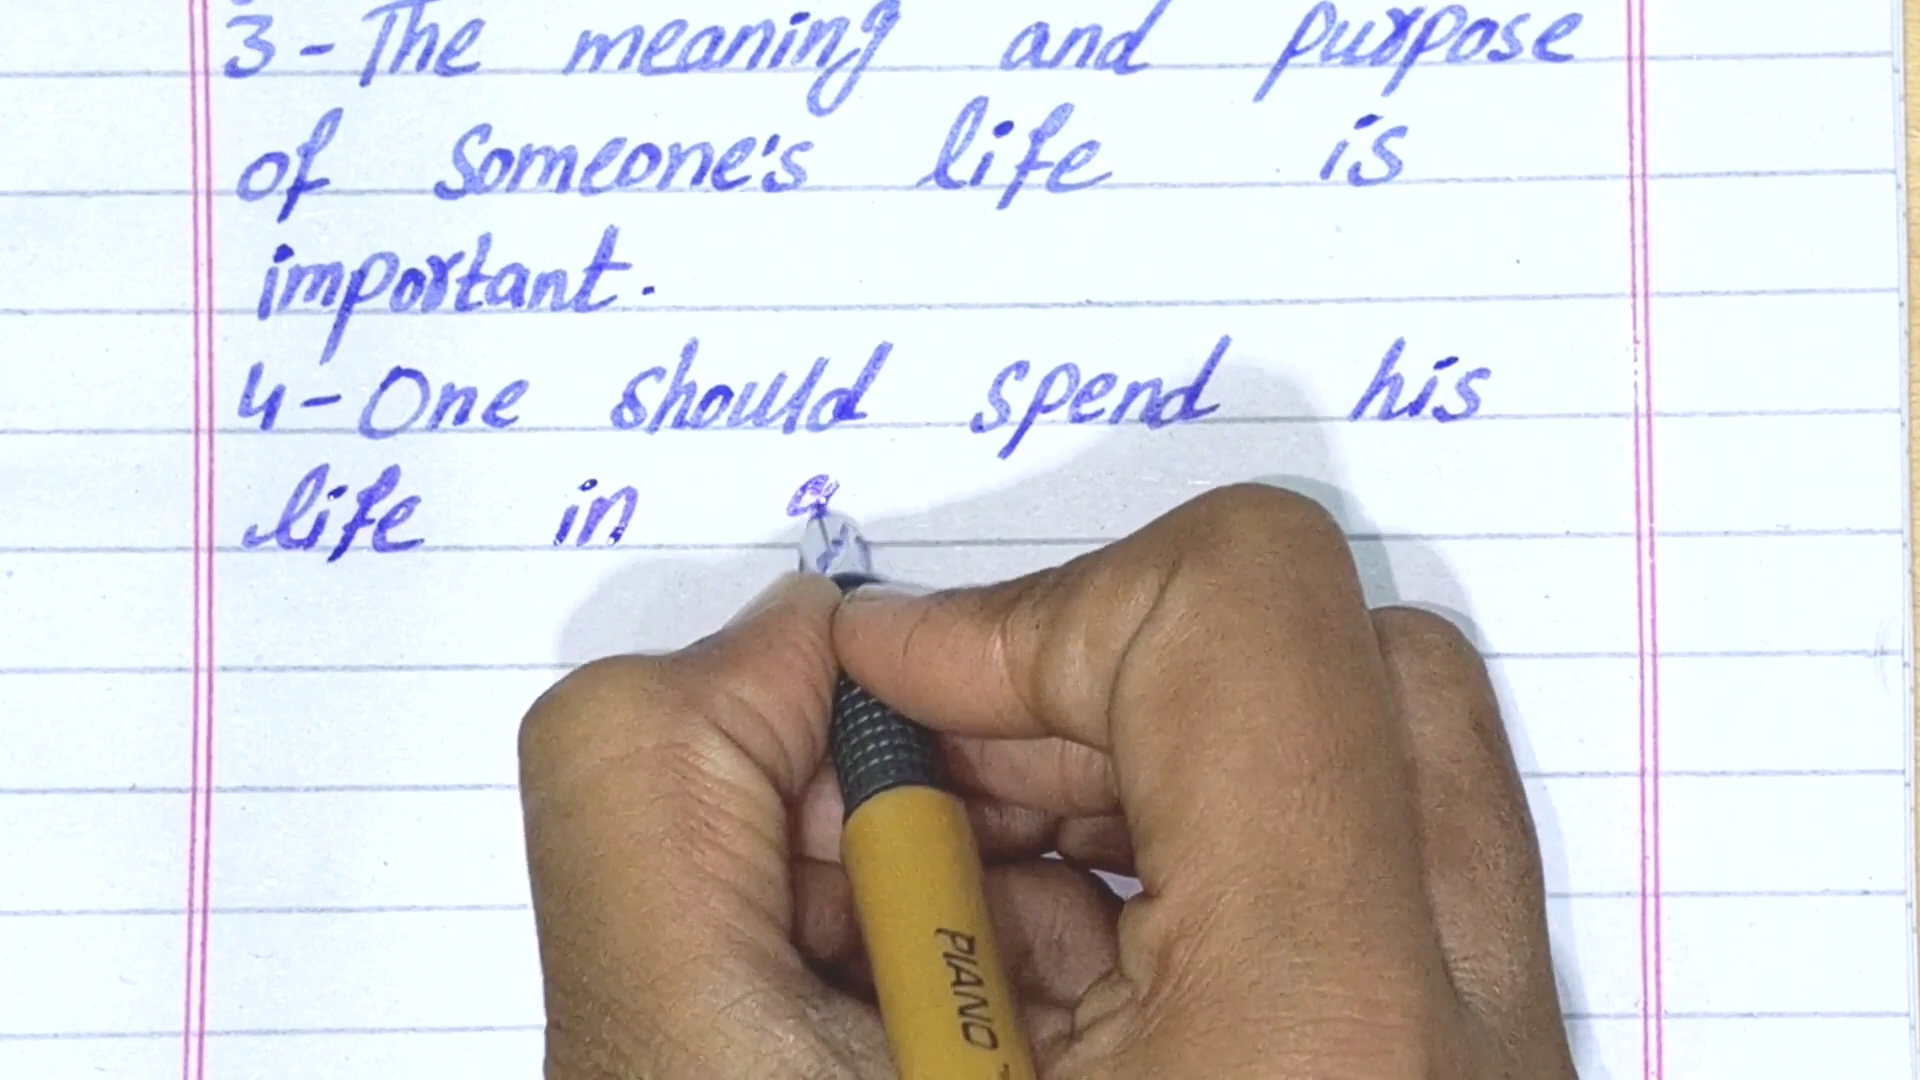 3-The meaning and purpose
of someone's life is
important.
4-One should spend his
life in a
PIANO